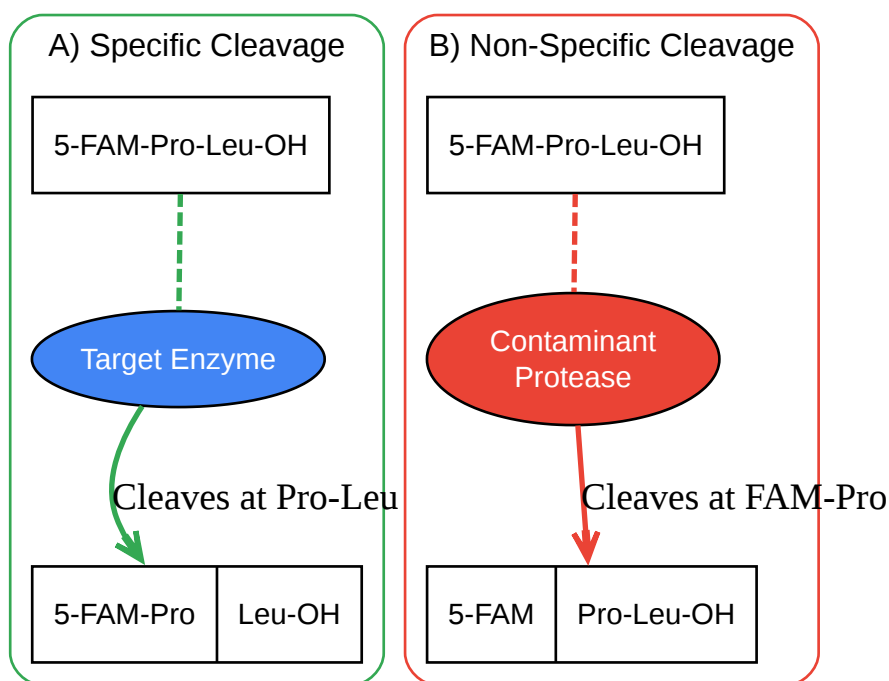 A) Specific Cleavage
5-FAM-Pro-Leu-OH
Target Enzyme
Cleaves at Pro-Leu
5-FAM-Pro
Leu-OH
B) Non-Specific Cleavage
5-FAM-Pro-Leu-OH
Contaminant
Protease
Cleaves at FAM-Pro
5-FAM
Pro-Leu-OH